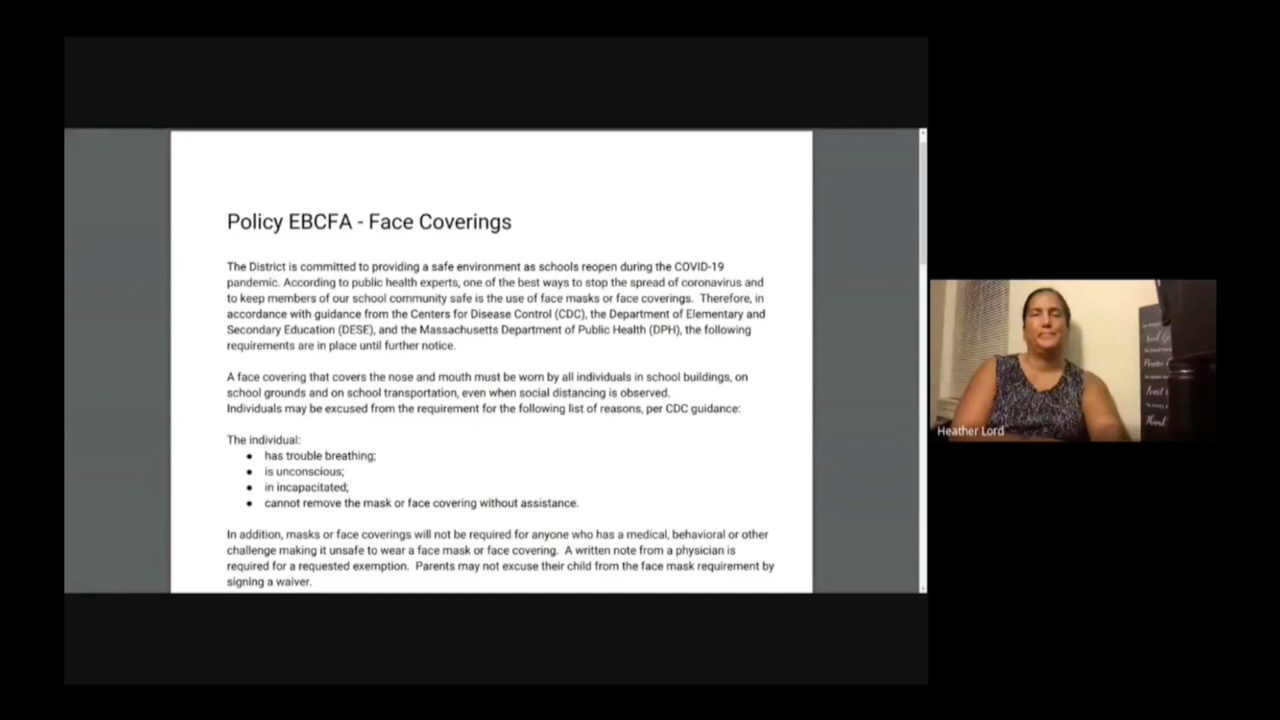 Policy EBCFA - Face Coverings
The District is committed to providing a safe environment as schools reopen during the COVID-19
pandemic. According to public health experts, one of the best ways to stop the spread of coronavirus and
to keep members of our school community safe is the use of face masks or face coverings. Therefore, in
accordance with guidance from the Centers for Disease Control (CDC), the Department of Elementary and
Secondary Education (DESE), and the Massachusetts Department of Public Health (DPH), the following
requirements are in place until further notice.
A face covering that covers the nose and mouth must be worn by all individuals in school buildings, on
school grounds and on school transportation, even when social distancing is observed.
Individuals may be excused from the requirement for the following list of reasons, per CDC guidance:
The individual:
• has trouble breathing;
• is unconscious;
• in incapacitated;
• cannot remove the mask or face covering without assistance.
In addition, masks or face coverings will not be required for anyone who has a medical, behavioral or other
challenge making it unsafe to wear a face mask or face covering. A written note from a physician is
required for a requested exemption. Parents may not excuse their child from the face mask requirement by
signing a waiver.
Heather Lord